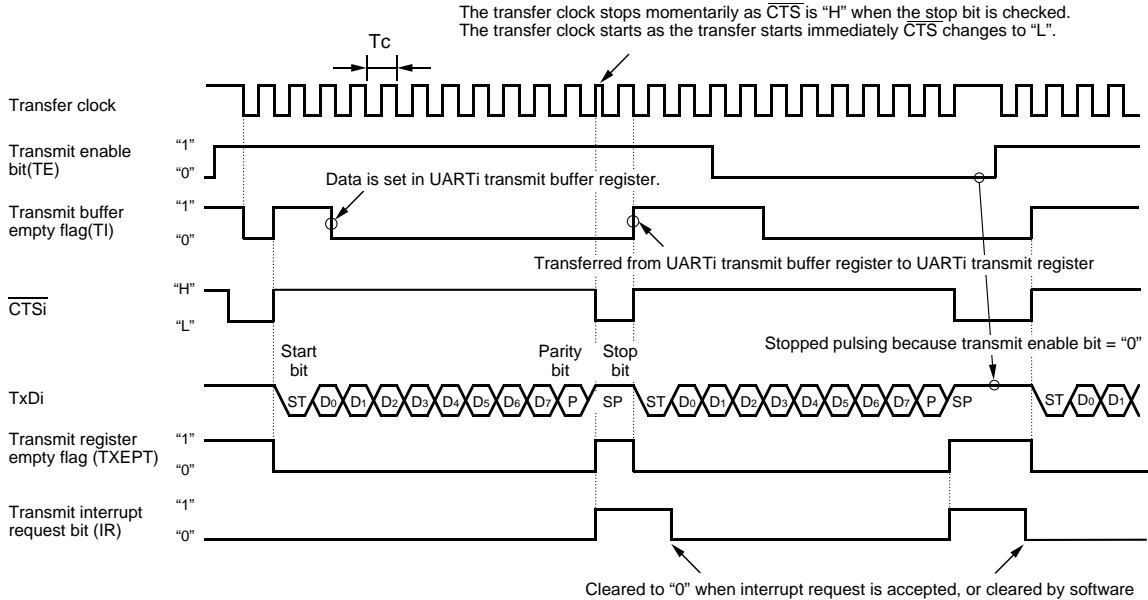 The transfer clock stops momentarily as CTS is “H” when the stop bit is checked.
The transfer clock starts as the transfer starts immediately CTS changes to “L”.
Tc
Transfer clock
Transmit enable
bit(TE)
“1”
“0”
Data is set in UARTi transmit buffer register.
Transmit buffer
empty flag(TI)
“1”
“0”
Transferred from UARTi transmit buffer register to UARTi transmit register
CTSi
“H”
“L”
Stopped pulsing because transmit enable bit = “0”
Start
bit
Parity
bit
Stop
bit
TxDi
ST D0 D1 D2 D3 D4 D5 D6 D7 P SP ST D0 D1 D2 D3 D4 D5 D6 D7 P SP ST D0 D1
Transmit register
empty flag (TXEPT)
“1”
“0”
Transmit interrupt
request bit (IR)
“1”
“0”
Cleared to “0” when interrupt request is accepted, or cleared by software